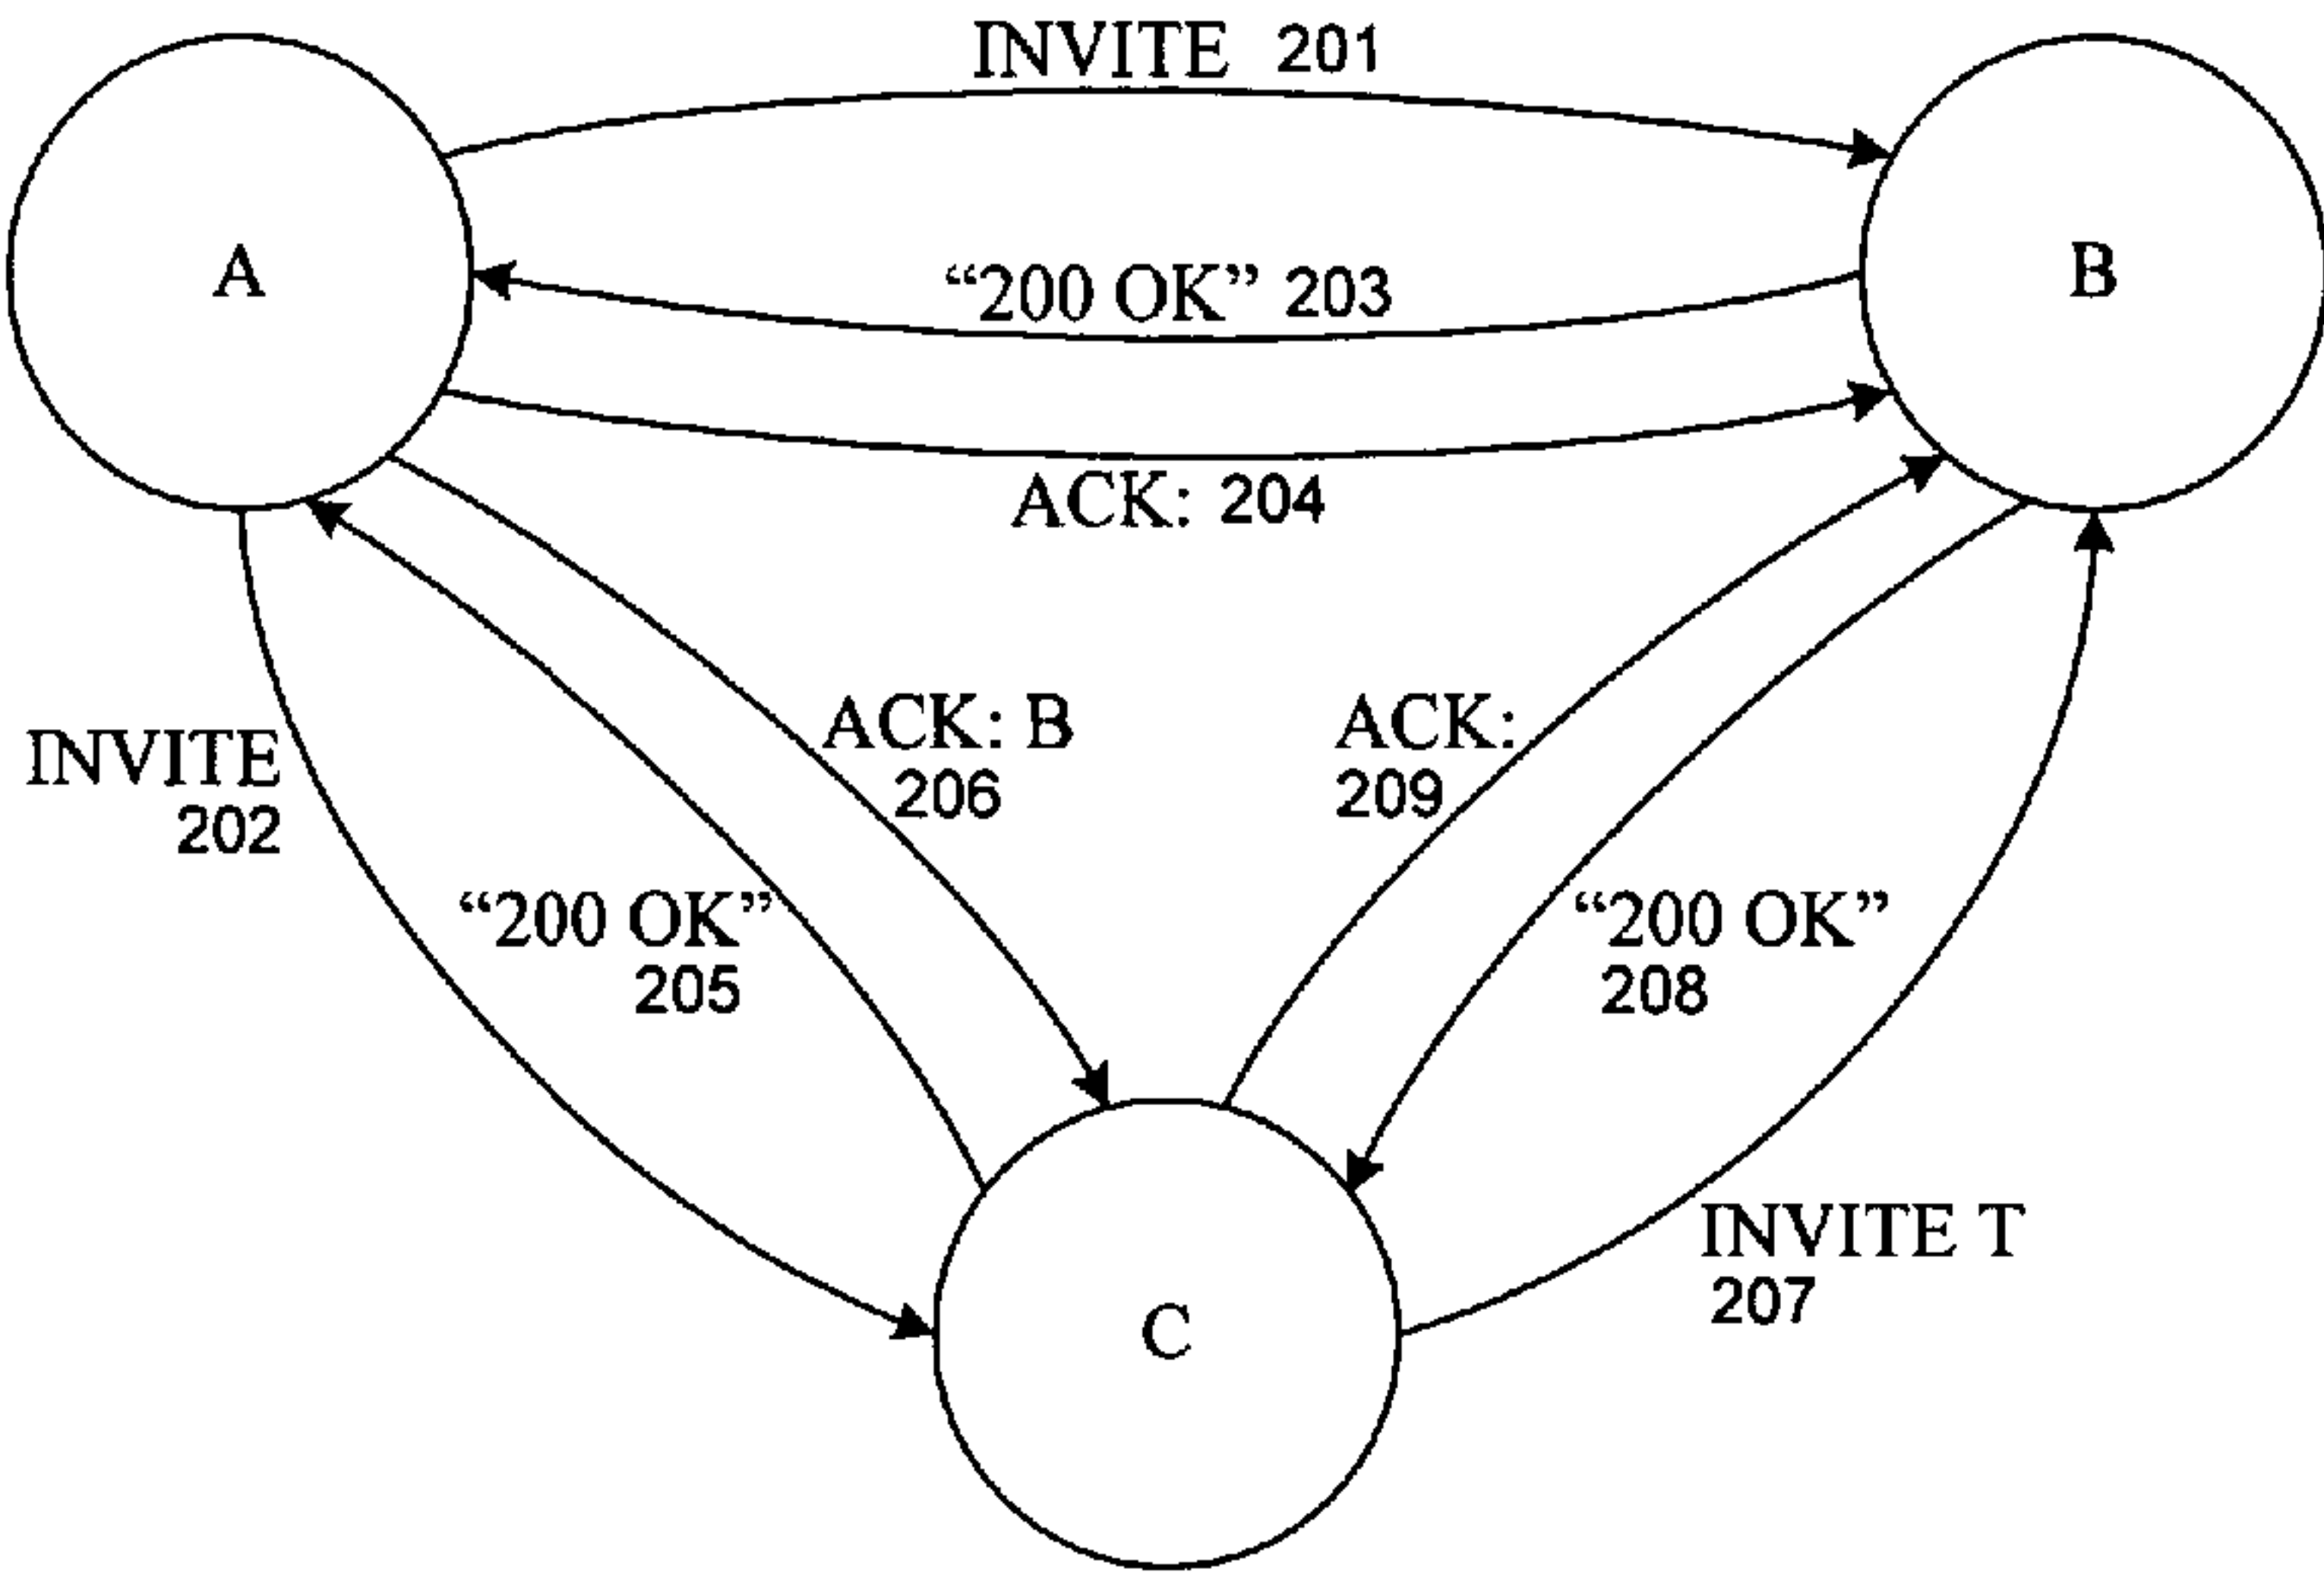 INVITE 201
A
“200 OK” 203
B
ACK: 204
ACK: B
206
ACK:
209
INVITE
202
“200 OK”
205
“200 OK”
208
INVITE T
207
C